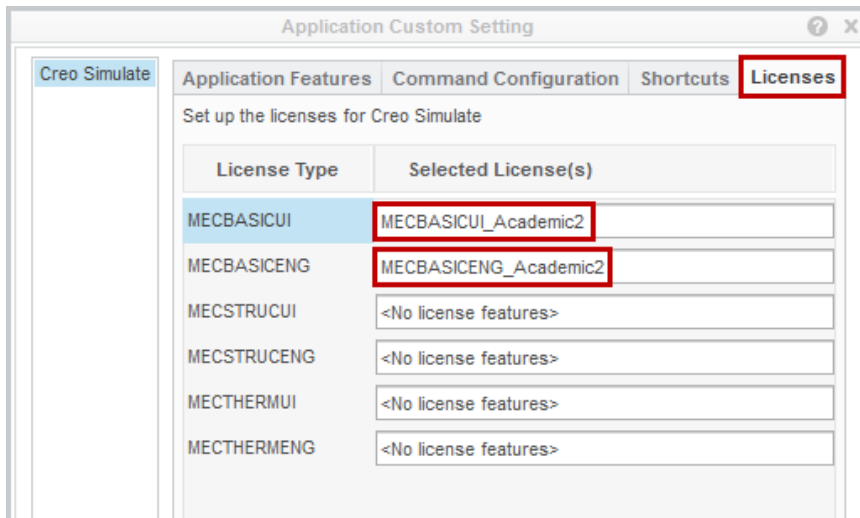 Application Custom Setting
Creo Simulate
Application Features Command Configuration Shortcuts Licenses
Set up the licenses for Creo Simulate
License Type Selected License(s)
MECBASICUI MECBASICUI_Academic2
MECBASICENG MECBASICENG_Academic2
MECSTRUCUI <No license features>
MECSTRUCENG <No license features>
MECTHERMUI <No license features>
MECTHERMENG <No license features>